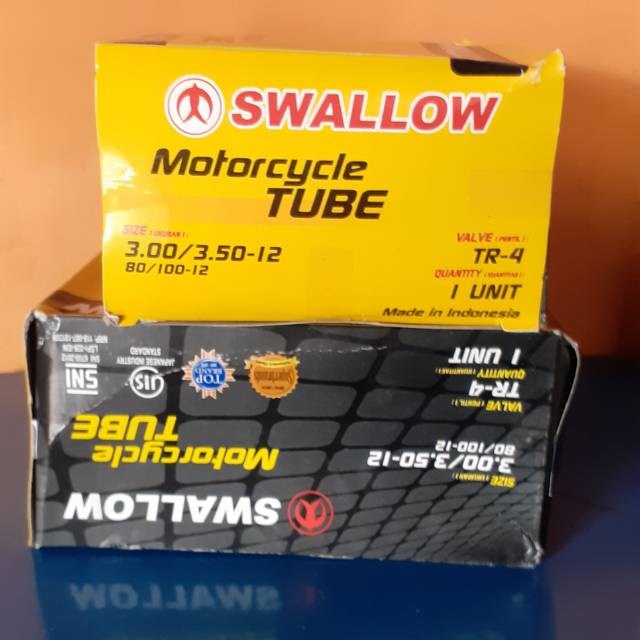 SWALLOW
Motorcycle
TUBE
SIZE (UKURAN):
3.00/3.50-12
80/100-12
VALVE (PENTIL):
TR-4
QUANTITY (KUANTITAS):
1 UNIT
Made in Indonesia
SWALLOW
Motorcycle
TUBE
SIZE (UKURAN):
3.00/3.50-12
80/100-12
VALVE (PENTIL):
TR-4
QUANTITY (KUANTITAS):
1 UNIT
SNI
JIS
JAPANESE INDUSTRY
STANDARD
TOP
BRAND